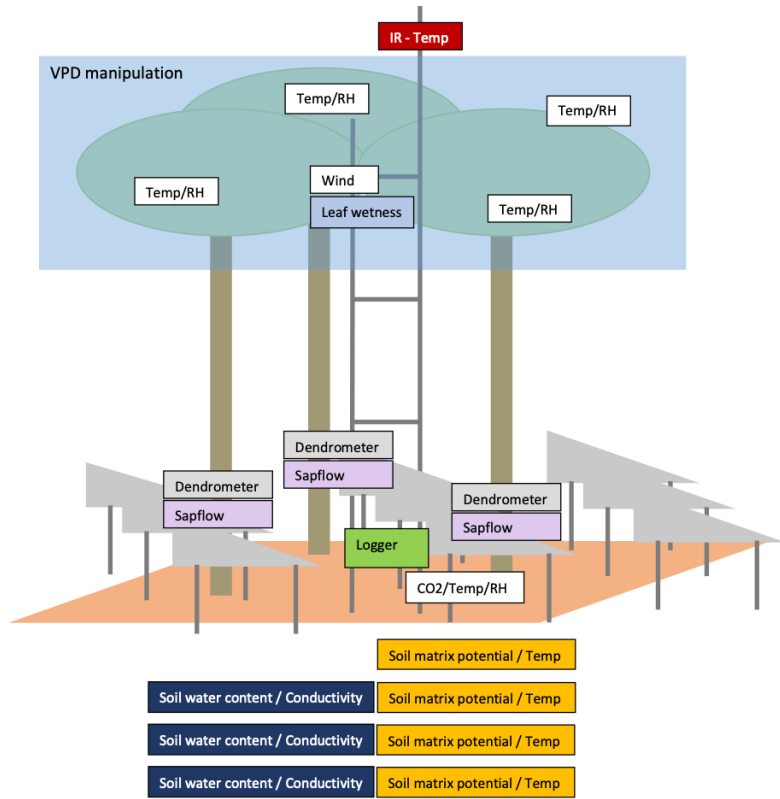 IR - Temp
VPD manipulation
Temp/RH
Temp/RH
Temp/RH
Wind
Temp/RH
Leaf wetness
Dendrometer
Sapflow
Dendrometer
Sapflow
Dendrometer
Sapflow
Logger
CO2/Temp/RH
Soil matrix potential / Temp
Soil water content / Conductivity
Soil matrix potential / Temp
Soil water content / Conductivity
Soil matrix potential / Temp
Soil water content / Conductivity
Soil matrix potential / Temp